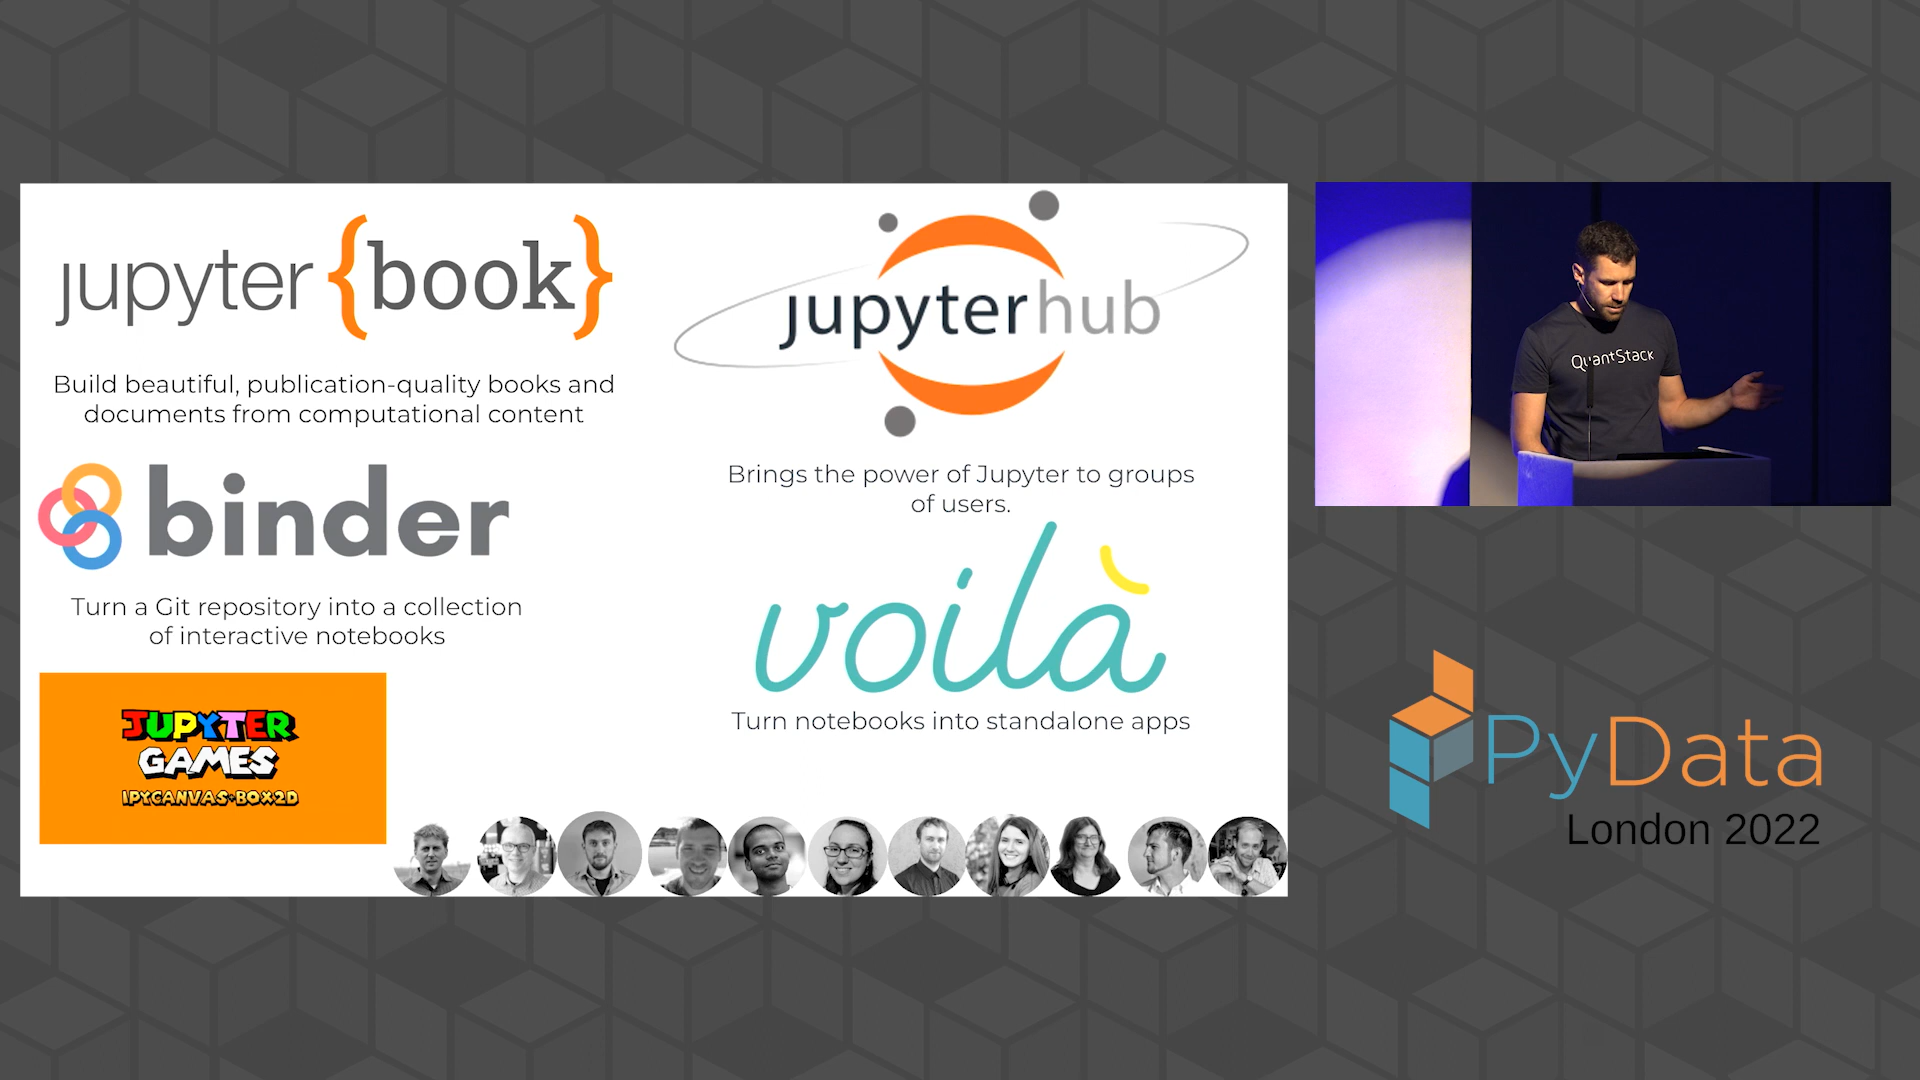 jupyter {book}
Build beautiful, publication-quality books and
documents from computational content
binder
Turn a Git repository into a collection
of interactive notebooks
JUPYTER
GAMES
IPYCANVAS+BOX2D
jupyterhub
Brings the power of Jupyter to groups
of users.
voilà
Turn notebooks into standalone apps
QuantStack
PyData
London 2022